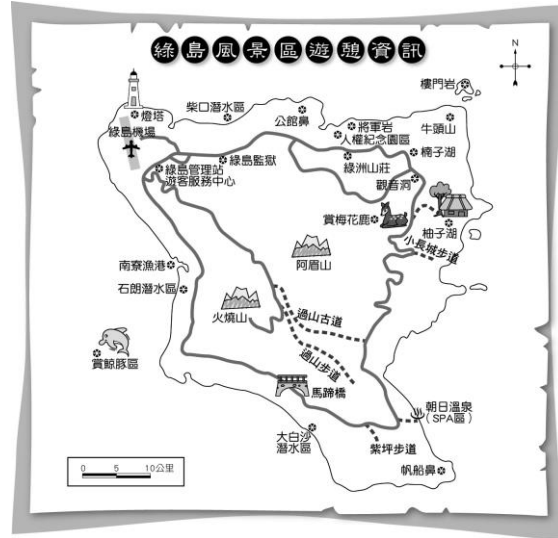 綠島風景區遊憩資訊
N
樓門岩
燈塔
柴口潛水區
公館鼻
將軍岩
人權紀念園區
牛頭山
綠島機場
楠子湖
綠島監獄
綠洲山莊
綠島管理站
遊客服務中心
觀音洞
賞梅花鹿
柚子湖
小長城步道
阿眉山
南寮漁港
石朗潛水區
火燒山
過山古道
過山步道
賞鯨豚區
馬蹄橋
朝日溫泉
(SPA區)
大白沙
潛水區
紫坪步道
帆船鼻
0 5 10公里